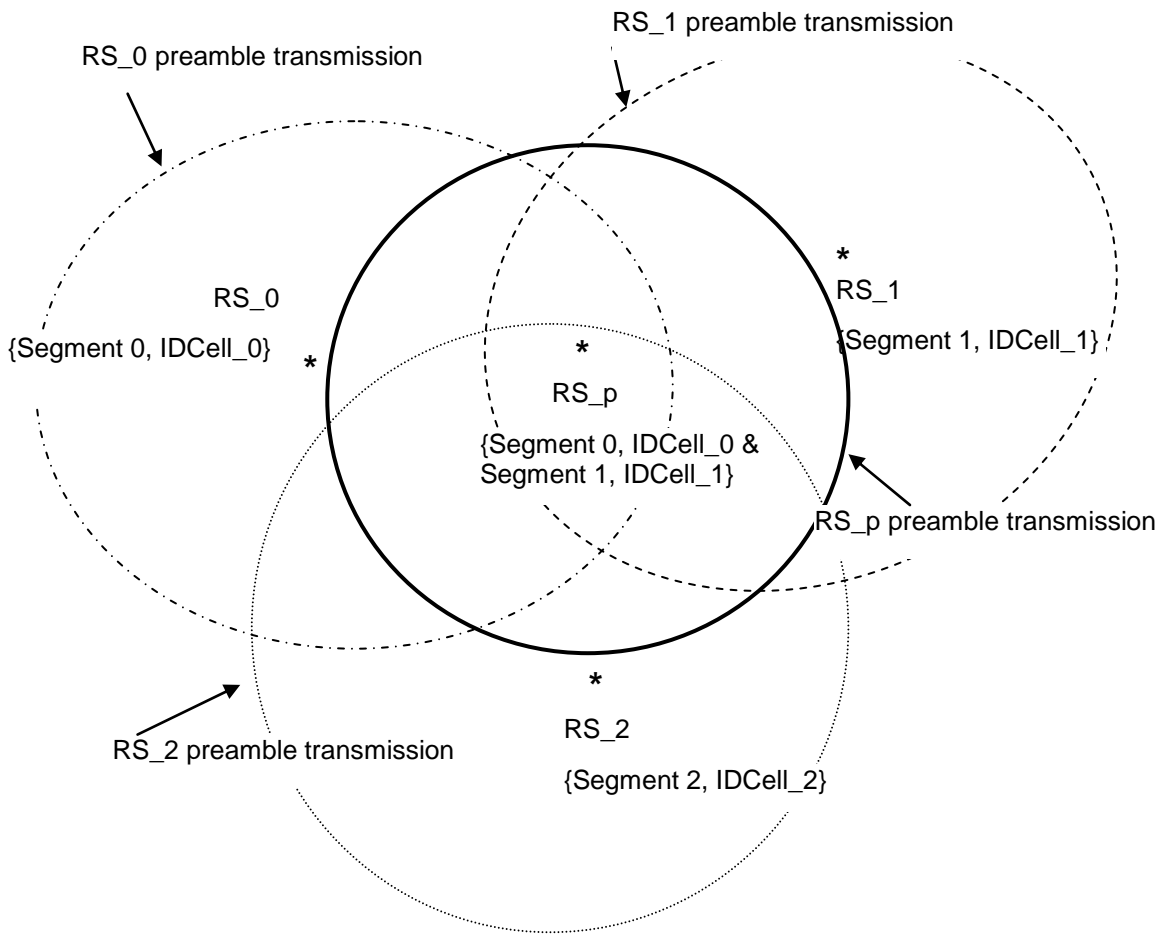 RS_1 preamble transmission
RS_0 preamble transmission
*
RS_0
RS_1
{Segment 0, IDCell_0}
*
{Segment 1, IDCell_1}
*
RS_p
{Segment 0, IDCell_0 &
Segment 1, IDCell_1}
RS_p preamble transmission
*
RS_2
RS_2 preamble transmission
{Segment 2, IDCell_2}